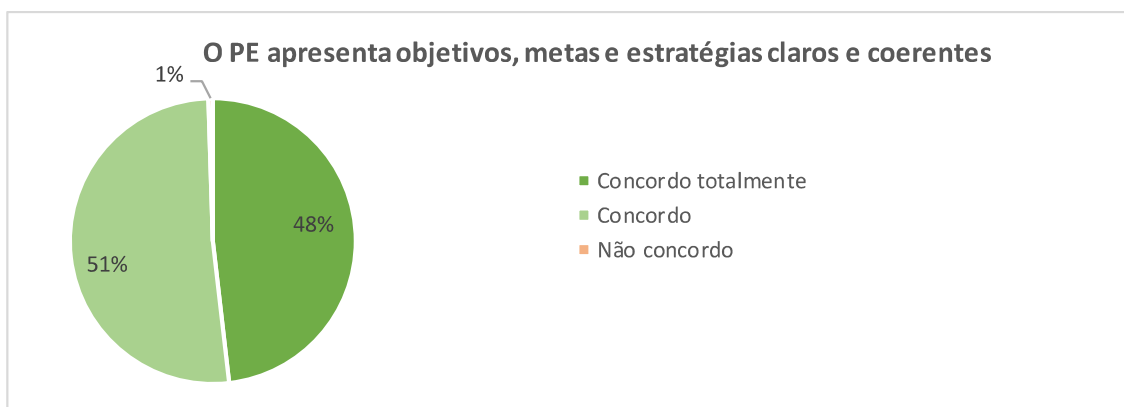 O PE apresenta objetivos, metas e estratégias claros e coerentes
1%
48%
51%
Concordo totalmente
Concordo
Não concordo